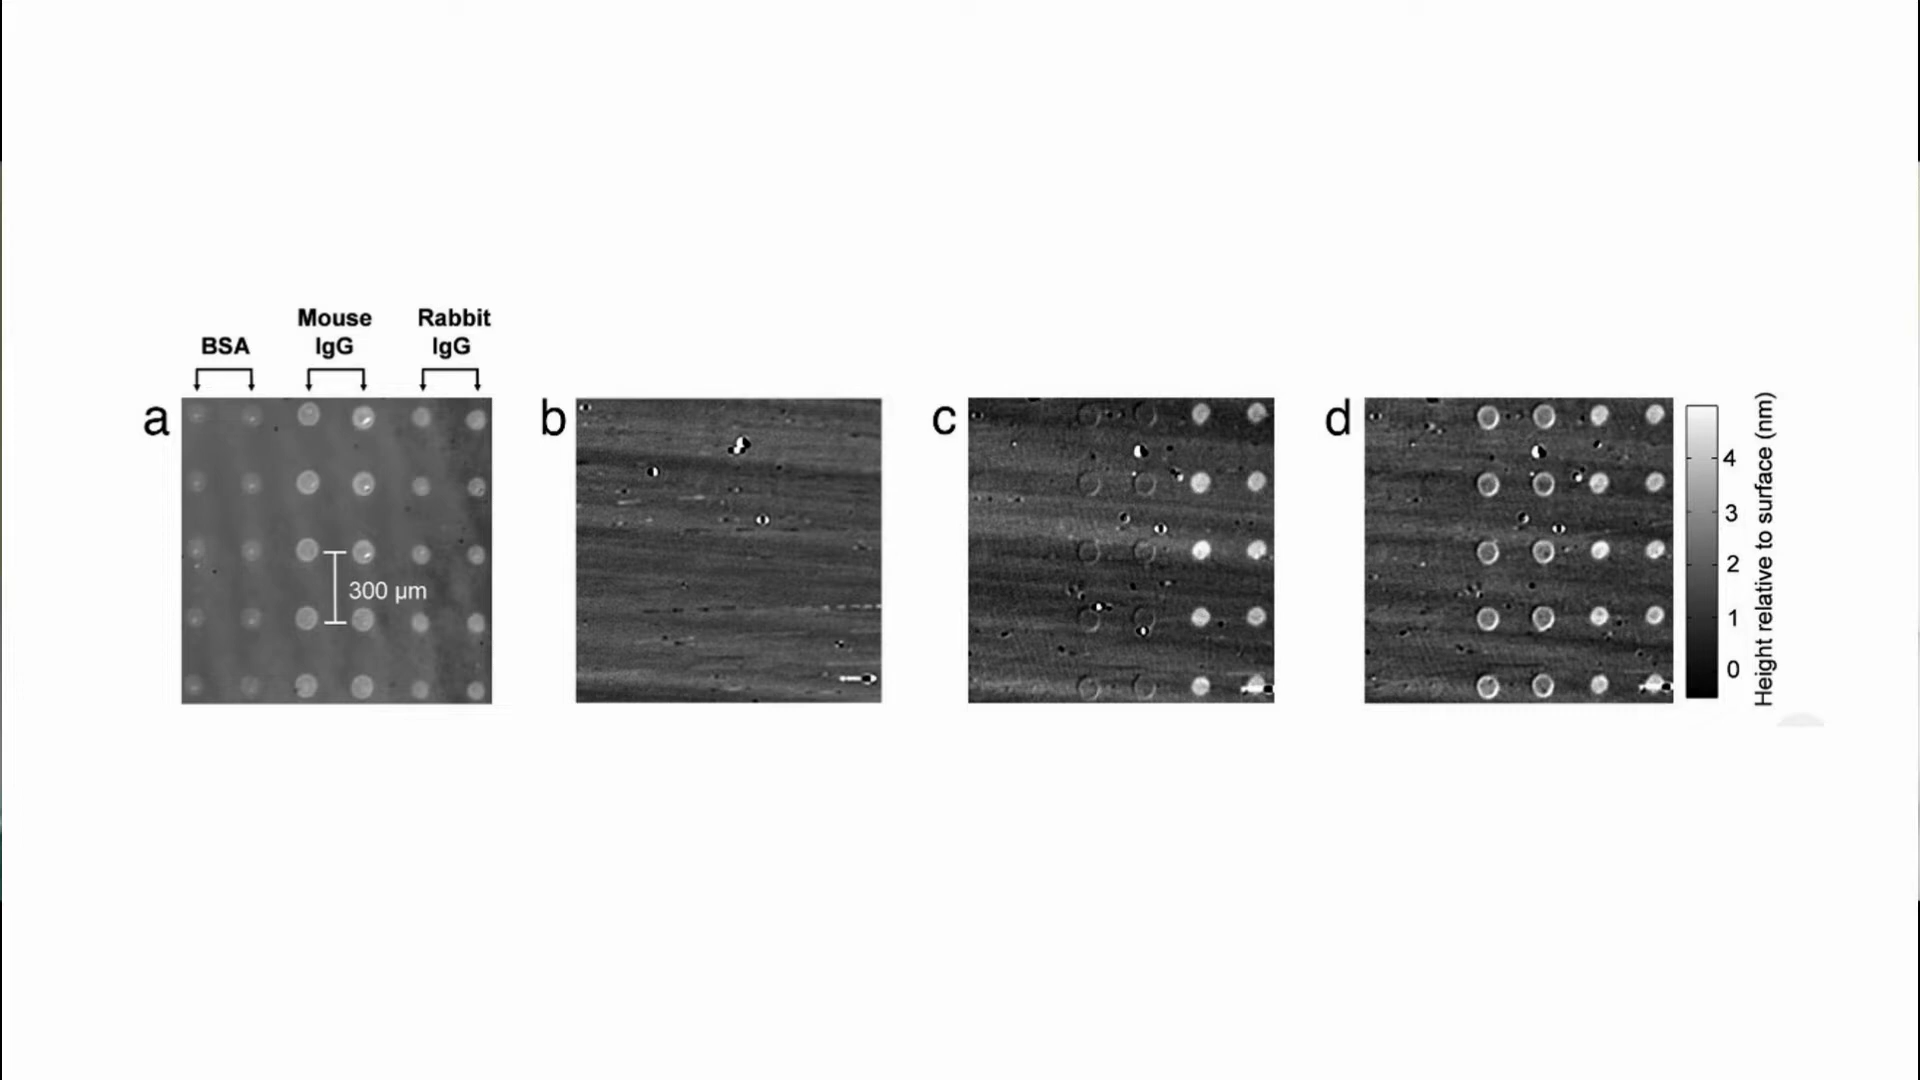 BSA
Mouse
IgG
Rabbit
IgG
a
300 µm
b
c
d
4
3
2
1
0
Height relative to surface (nm)